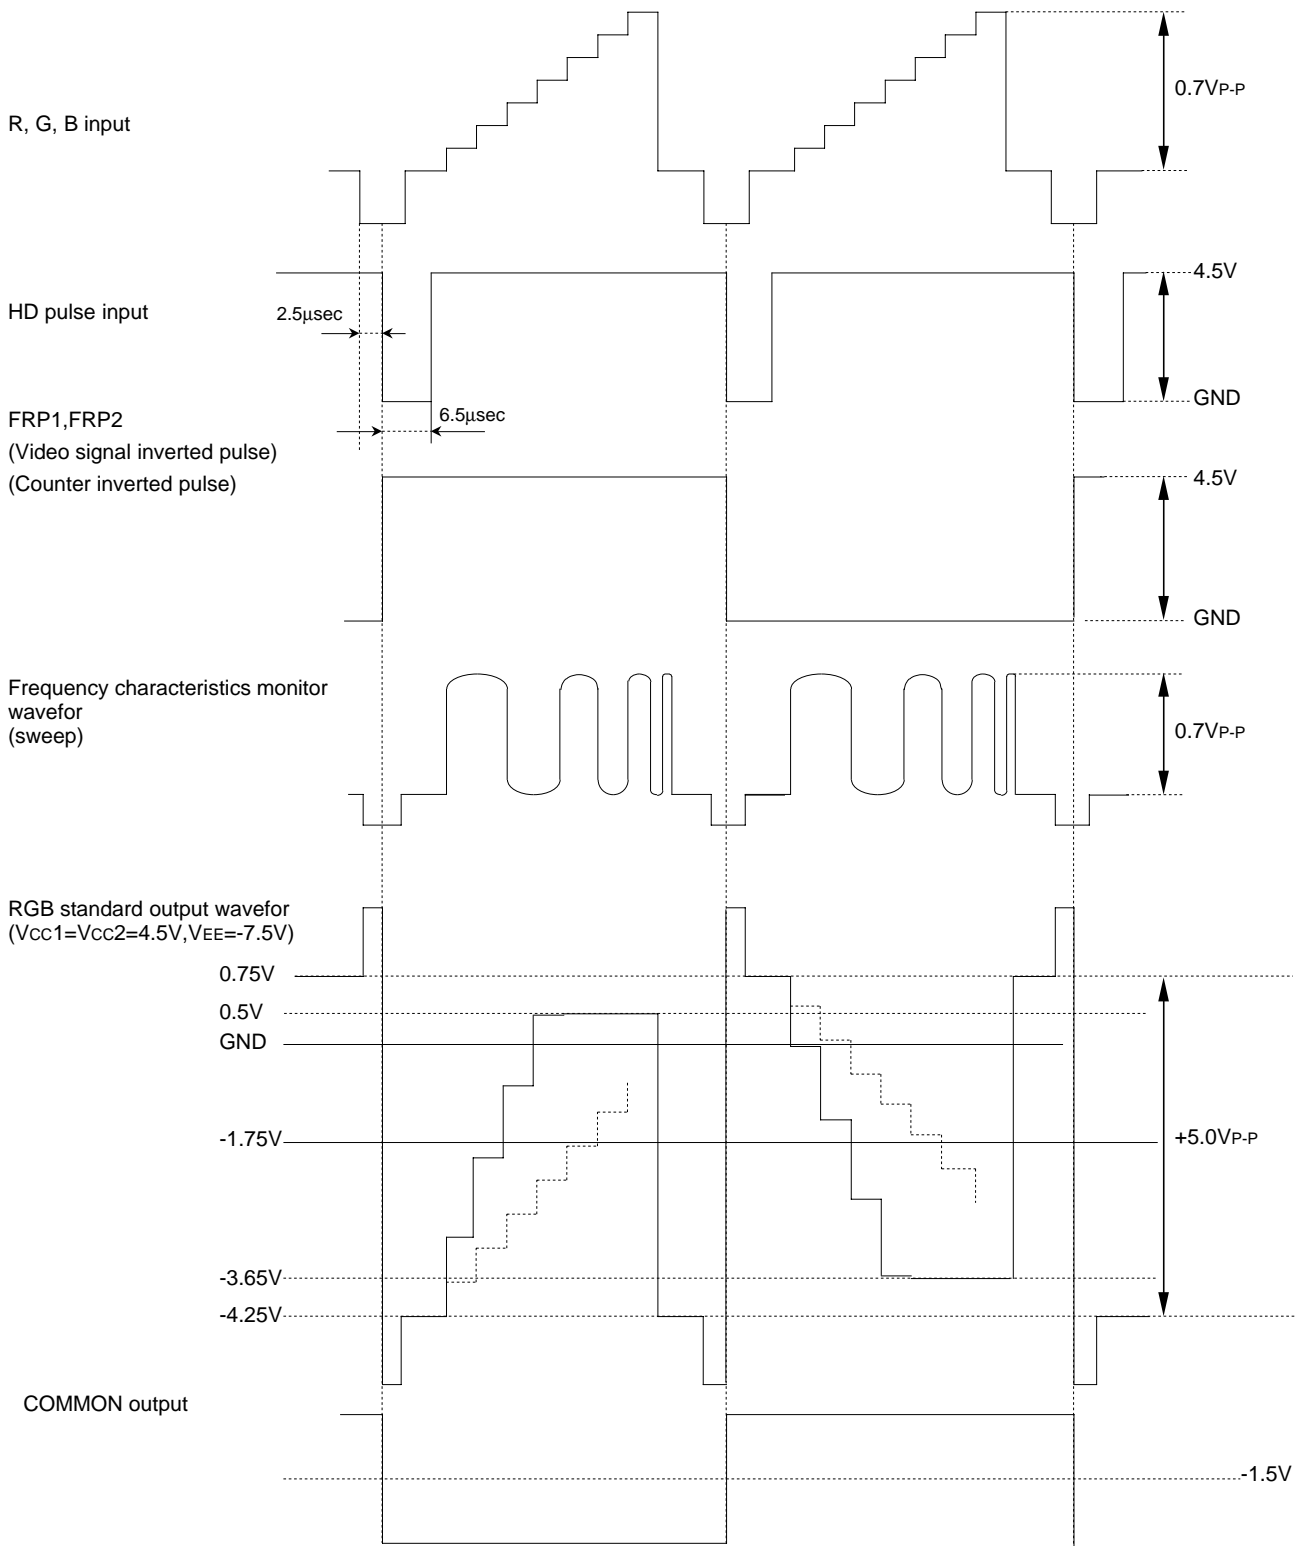 0.7VP-P
R, G, B input
4.5V
HD pulse input
2.5μsec
GND
FRP1,FRP2
6.5μsec
(Video signal inverted pulse)
(Counter inverted pulse)
4.5V
GND
Frequency characteristics monitor
wavefor
(sweep)
0.7VP-P
RGB standard output wavefor
(VCC1=VCC2=4.5V,VEE=-7.5V)
0.75V
0.5V
GND
-1.75V
+5.0VP-P
-3.65V
-4.25V
COMMON output
-1.5V